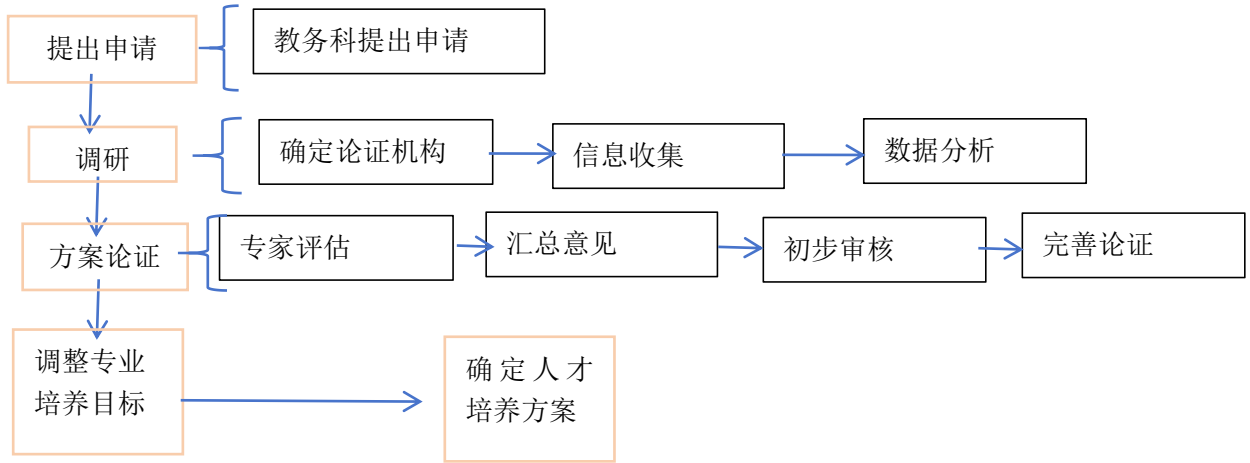 提出申请
教务科提出申请
调研
确定论证机构
信息收集
数据分析
方案论证
专家评估
汇总意见
初步审核
完善论证
调整专业
培养目标
确定人才
培养方案